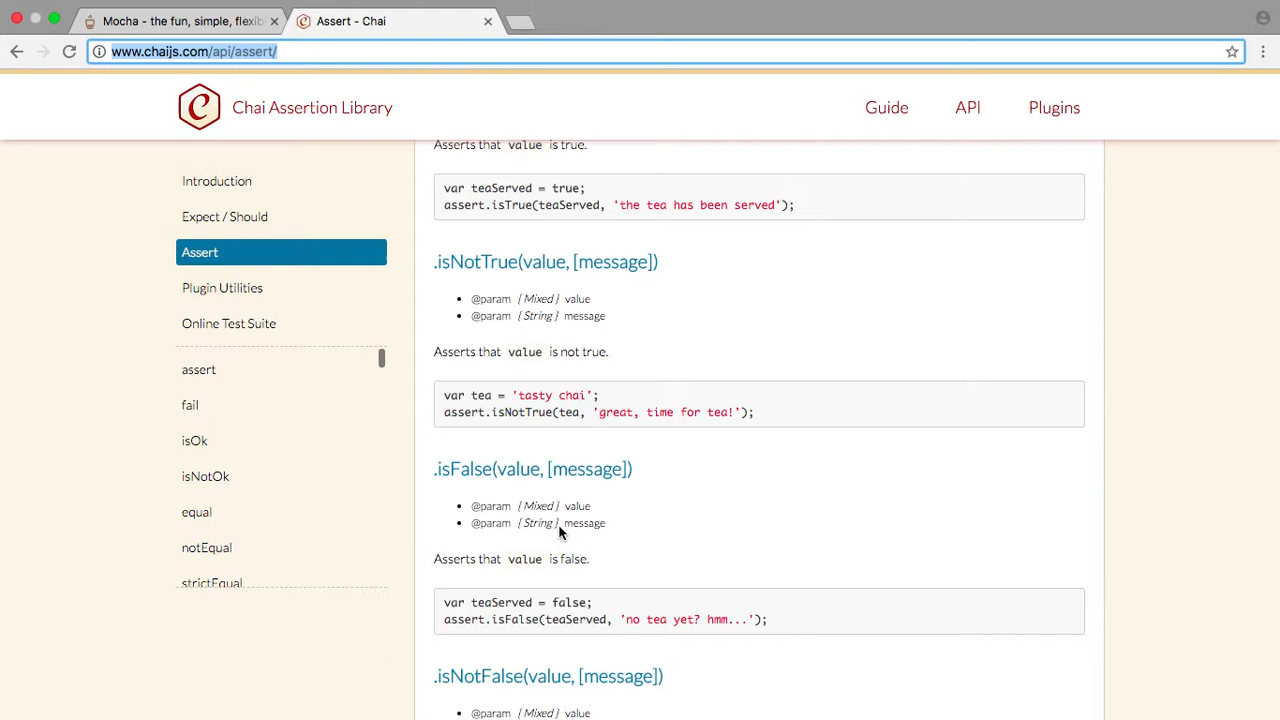 Mocha - the fun, simple, flexib
Assert - Chai
www.chaijs.com/api/assert/
Chai Assertion Library
Guide
API
Plugins
Introduction
Expect / Should
Assert
Plugin Utilities
Online Test Suite
assert
fail
isOk
isNotOk
equal
notEqual
strictEqual
Asserts that value is true.
var teaServed = true;
assert.isTrue(teaServed, 'the tea has been served');
.isNotTrue(value, [message])
@param { Mixed } value
@param { String } message
Asserts that value is not true.
var tea = 'tasty chai';
assert.isNotTrue(tea, 'great, time for tea!');
.isFalse(value, [message])
@param { Mixed } value
@param { String } message
Asserts that value is false.
var teaServed = false;
assert.isFalse(teaServed, 'no tea yet? hmm...');
.isNotFalse(value, [message])
@param { Mixed } value